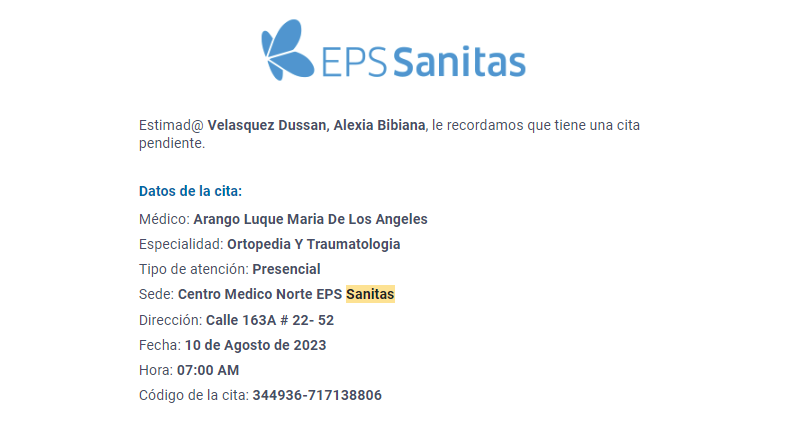 EPS Sanitas
Estimad@ Velasquez Dussan, Alexia Bibiana, le recordamos que tiene una cita
pendiente.
Datos de la cita:
Médico: Arango Luque Maria De Los Angeles
Especialidad: Ortopedia Y Traumatologia
Tipo de atención: Presencial
Sede: Centro Medico Norte EPS Sanitas
Dirección: Calle 163A # 22- 52
Fecha: 10 de Agosto de 2023
Hora: 07:00 AM
Código de la cita: 344936-717138806